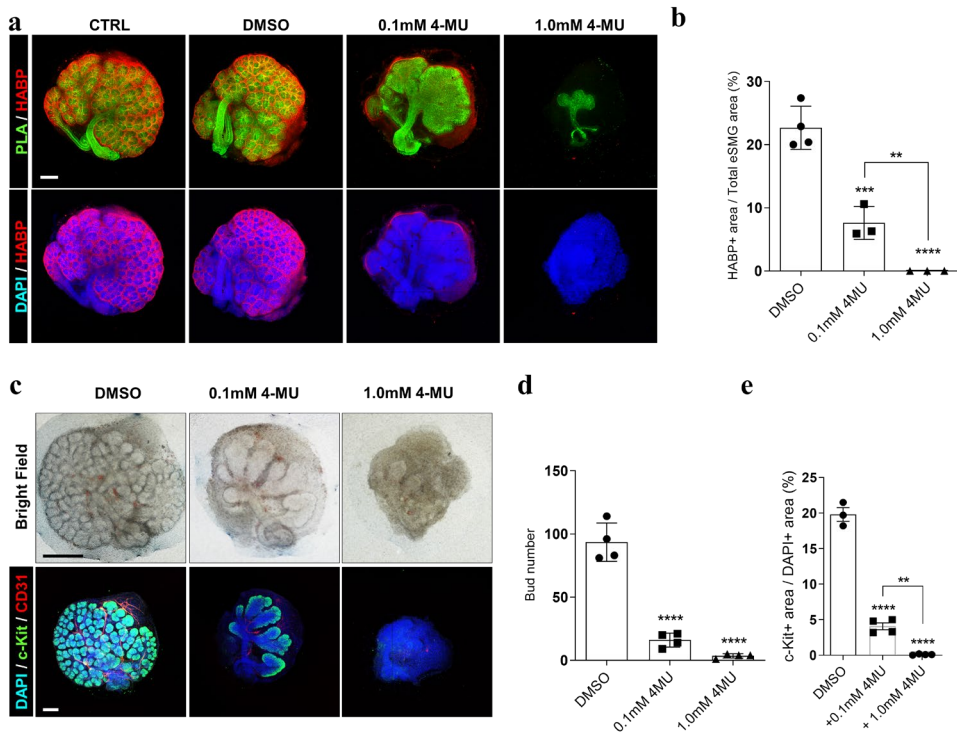 a
CTRL
DMSO
0.1mM 4-MU
1.0mM 4-MU
PLA / HABP
DAPI / HABP
b
HABP+ area / Total eSMG area (%)
30
20
10
0
**
***
****
DMSO
0.1mM 4MU
1.0mM 4MU
c
DMSO
0.1mM 4-MU
1.0mM 4-MU
Bright Field
DAPI / c-Kit / CD31
d
Bud number
150
100
50
0
****
****
DMSO
0.1mM 4MU
1.0mM 4MU
e
c-Kit+ area / DAPI+ area (%)
25
20
15
10
5
0
**
****
****
DMSO
+0.1mM 4MU
+ 1.0mM 4MU